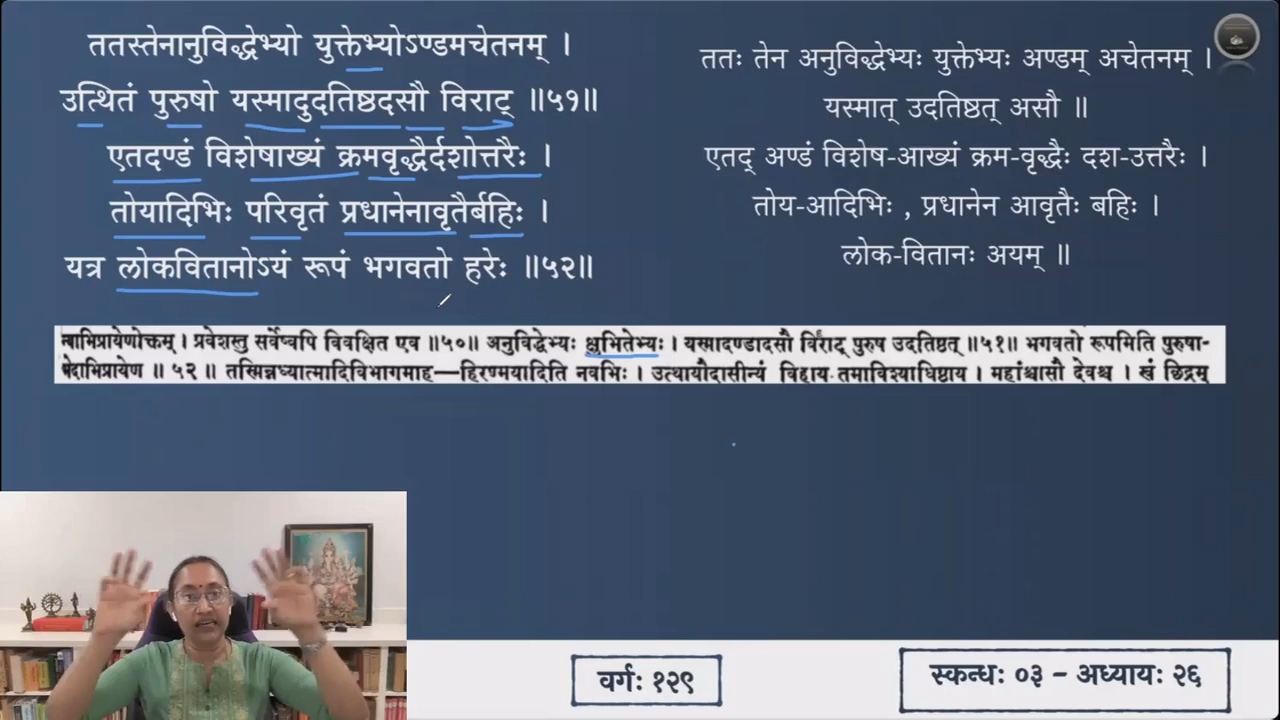 ततस्तेनानुविद्धेभ्यो युक्तेभ्योऽण्डमचेतनम् ।
उत्थितं पुरुषो यस्मादुदतिष्ठदसौ विराट् ॥५१॥
एतदण्डं विशेषाख्यं क्रमवृद्धैर्दशोत्तरैः ।
तोयादिभिः परिवृतं प्रधानेनावृतैर्बहिः ।
यत्र लोकवितानोऽयं रूपं भगवतो हरेः ॥५२॥
ततः तेन अनुविद्धेभ्यः युक्तेभ्यः अण्डम् अचेतनम् ।
यस्मात् उदतिष्ठत् असौ ॥
एतद् अण्डं विशेष-आख्यं क्रम-वृद्धैः दश-उत्तरैः ।
तोय-आदिभिः , प्रधानेन आवृतैः बहिः ।
लोक-वितानः अयम् ॥
त्वाभिप्रायेणोक्तम् । प्रवेशस्तु सर्वेष्वपि विवक्षित एव ॥५०॥ अनुविद्धेभ्यः क्षुभितेभ्यः । यस्मादण्डादसौ विराट् पुरुष उदतिष्ठत् ॥५१॥ भगवतो रूपमिति पुरुषा-
भेदाभिप्रायेण ॥ ५२ ॥ तस्मिन्नध्यात्मादिविभागमाह—हिरण्मयादिति नवभिः । उत्थायौदासीन्यं विहाय तमाविश्याधिष्ठाय । महांश्चासौ देवश्च । खं छिद्रम्
वर्गः १२९
स्कन्धः ०३ - अध्यायः २६